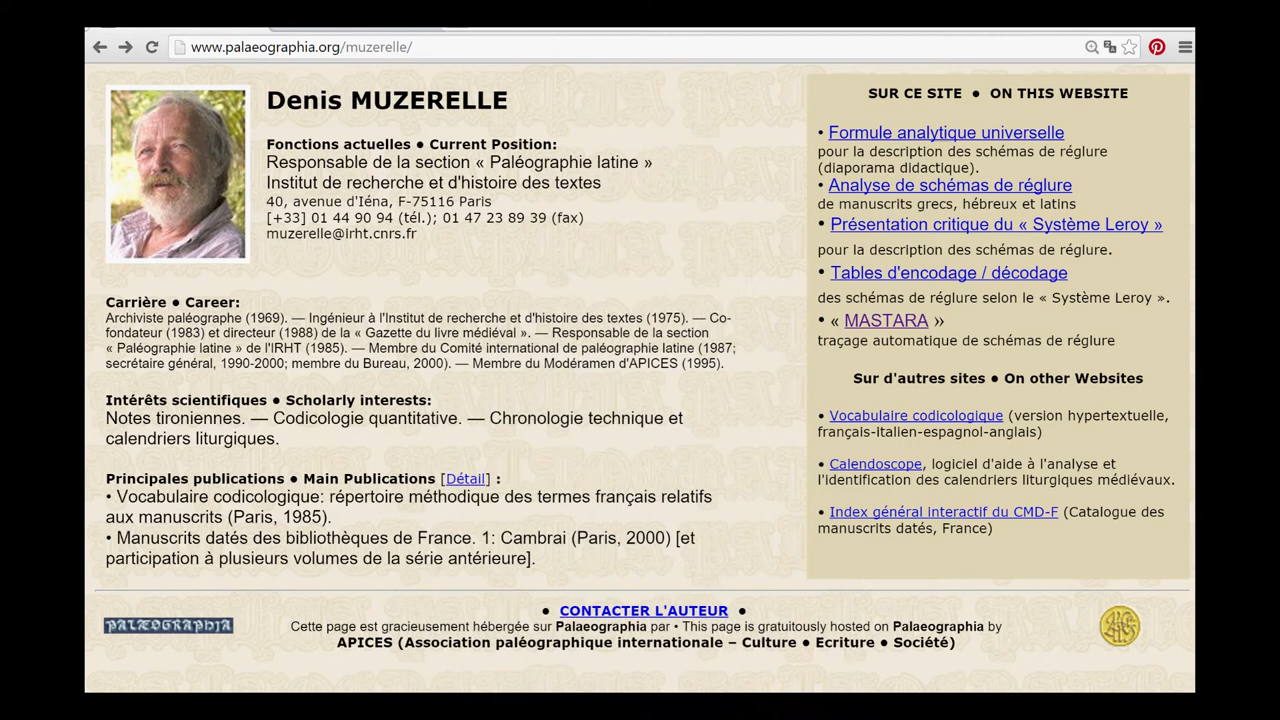 www.palaeographia.org/muzerelle/
Denis MUZERELLE
Fonctions actuelles ● Current Position:
Responsable de la section « Paléographie latine »
Institut de recherche et d'histoire des textes
40, avenue d'Iéna, F-75116 Paris
[+33] 01 44 90 94 (tél.); 01 47 23 89 39 (fax)
muzerelle@irht.cnrs.fr
Carrière ● Career:
Archiviste paléographe (1969). — Ingénieur à l'Institut de recherche et d'histoire des textes (1975). — Co-
fondateur (1983) et directeur (1988) de la « Gazette du livre médiéval ». — Responsable de la section
« Paléographie latine » de l'IRHT (1985). — Membre du Comité international de paléographie latine (1987;
secrétaire général, 1990-2000; membre du Bureau, 2000). — Membre du Modéramen d'APICES (1995).
Intérêts scientifiques ● Scholarly interests:
Notes tironiennes. — Codicologie quantitative. — Chronologie technique et
calendriers liturgiques.
Principales publications ● Main Publications [Détail] :
• Vocabulaire codicologique: répertoire méthodique des termes français relatifs
aux manuscrits (Paris, 1985).
• Manuscrits datés des bibliothèques de France. 1: Cambrai (Paris, 2000) [et
participation à plusieurs volumes de la série antérieure].
SUR CE SITE ● ON THIS WEBSITE
• Formule analytique universelle
pour la description des schémas de réglure
(diaporama didactique).
• Analyse de schémas de réglure
de manuscrits grecs, hébreux et latins
• Présentation critique du « Système Leroy »
pour la description des schémas de réglure.
• Tables d'encodage / décodage
des schémas de réglure selon le « Système Leroy ».
• « MASTARA »
traçage automatique de schémas de réglure
Sur d'autres sites ● On other Websites
• Vocabulaire codicologique (version hypertextuelle,
français-italien-espagnol-anglais)
• Calendoscope, logiciel d'aide à l'analyse et
l'identification des calendriers liturgiques médiévaux.
• Index général interactif du CMD-F (Catalogue des
manuscrits datés, France)
● CONTACTER L'AUTEUR ●
PALÆOGRAPHIA
Cette page est gracieusement hébergée sur Palaeographia par • This page is gratuitously hosted on Palaeographia by
APICES (Association paléographique internationale – Culture ● Ecriture ● Société)